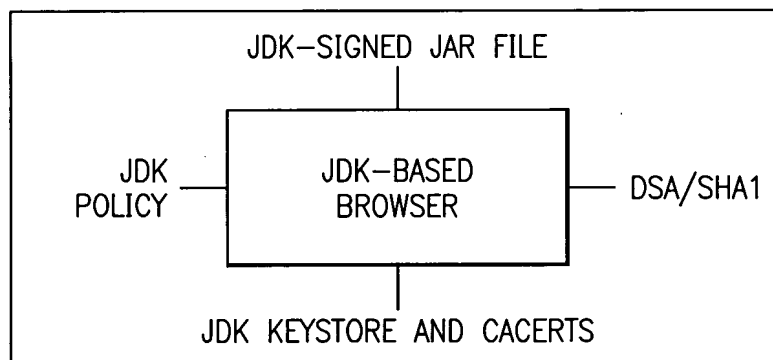 JDK-SIGNED JAR FILE
JDK
POLICY
JDK-BASED
BROWSER
DSA/SHA1
JDK KEYSTORE AND CACERTS